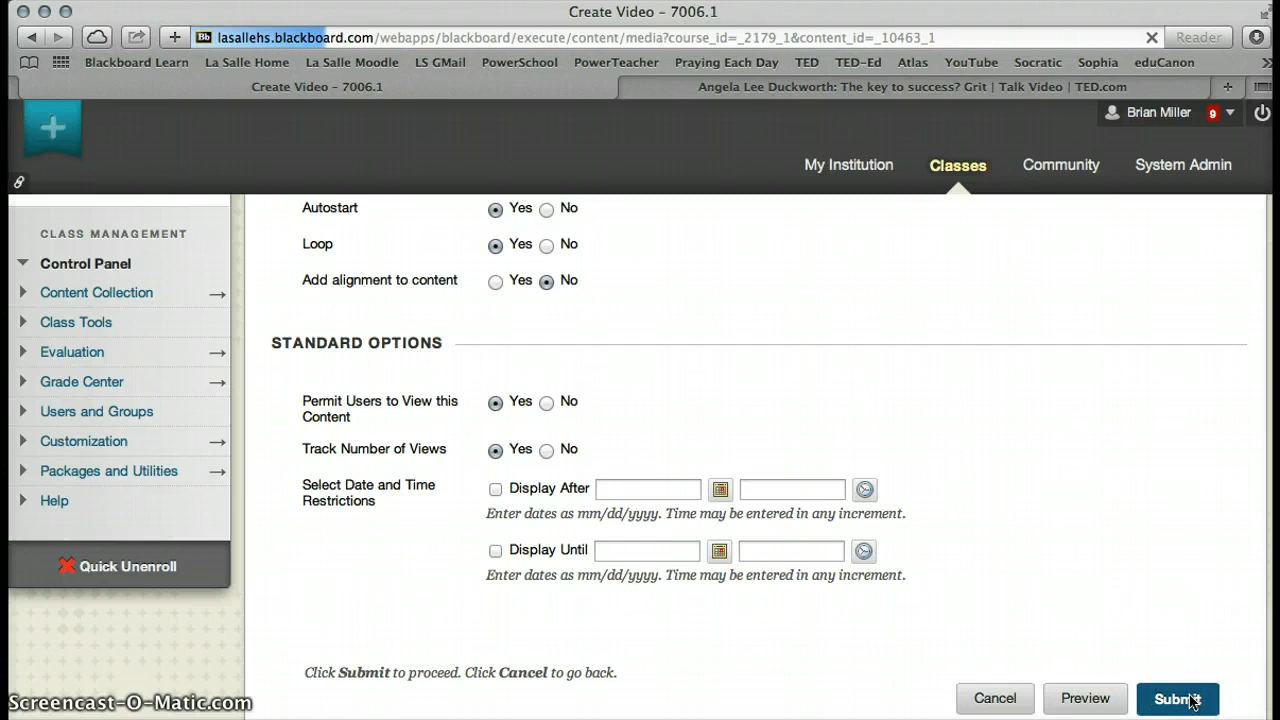 Create Video - 7006.1
Bb lasallehs.blackboard.com/webapps/blackboard/execute/content/media?course_id=_2179_1&content_id=_10463_1
Reader
Blackboard Learn La Salle Home La Salle Moodle LS GMail PowerSchool PowerTeacher Praying Each Day TED TED-Ed Atlas YouTube Socratic Sophia eduCanon
Create Video - 7006.1
Angela Lee Duckworth: The key to success? Grit | Talk Video | TED.com
Brian Miller 9
My Institution Classes Community System Admin
CLASS MANAGEMENT
Control Panel
Content Collection
Class Tools
Evaluation
Grade Center
Users and Groups
Customization
Packages and Utilities
Help
Quick Unenroll
Autostart Yes No
Loop Yes No
Add alignment to content Yes No
STANDARD OPTIONS
Permit Users to View this
Content
Yes No
Track Number of Views Yes No
Select Date and Time
Restrictions
Display After
Enter dates as mm/dd/yyyy. Time may be entered in any increment.
Display Until
Enter dates as mm/dd/yyyy. Time may be entered in any increment.
Click Submit to proceed. Click Cancel to go back.
Cancel Preview Submit
Screencast-O-Matic.com